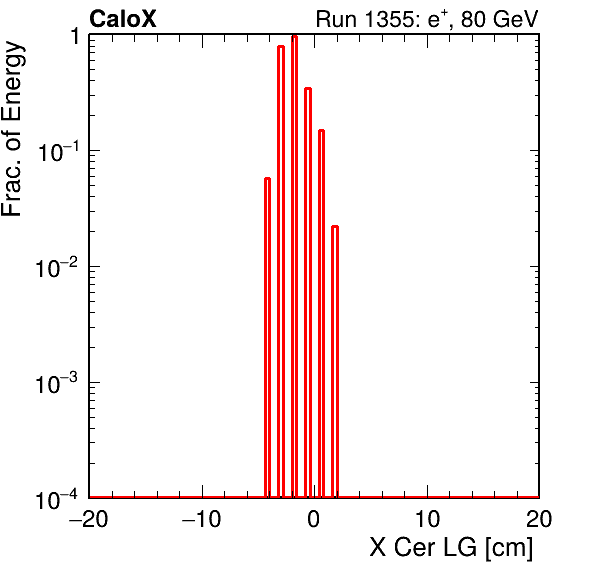 CaloX Run 1355: e⁺, 80 GeV
Frac. of Energy
1
10⁻¹
10⁻²
10⁻³
10⁻⁴
−20 −10 0 10 20
X Cer LG [cm]